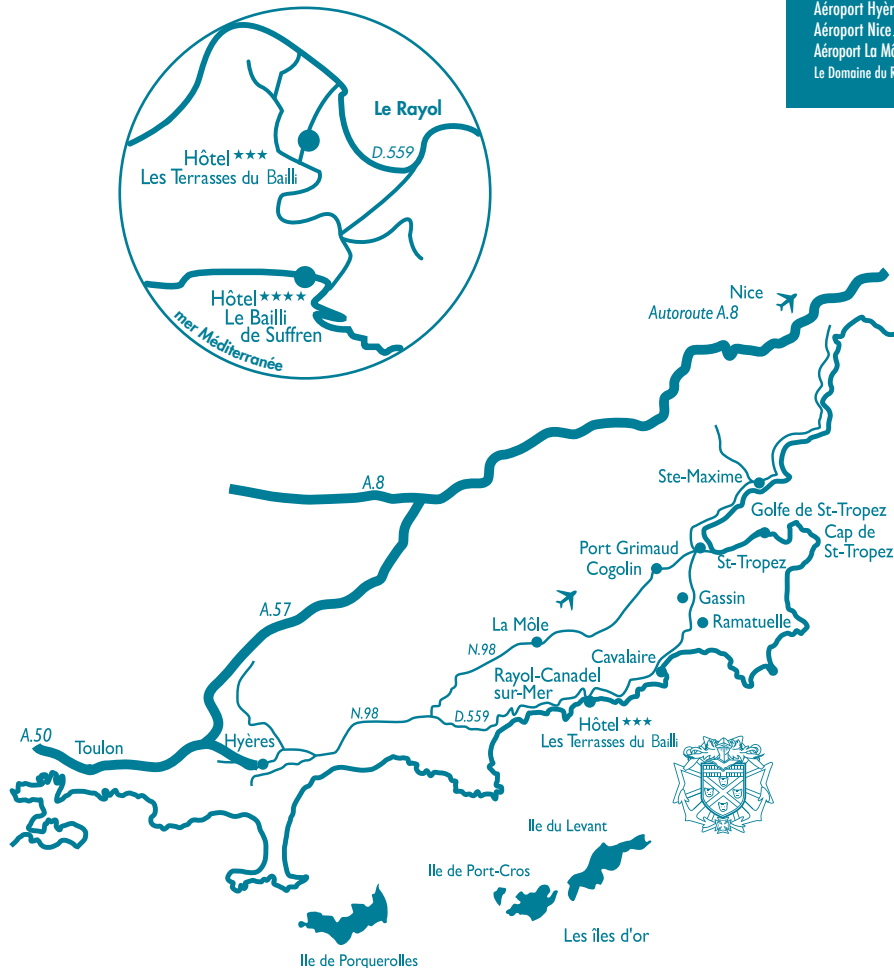 Aéroport
Aéroport Nice
Aéroport La
Le Domaine du
Le Rayol
D.559
Hôtel ★★★
Les Terrasses du Bailli
Hôtel ★★★★
Le Bailli
de Suffren
mer Méditerranée
Nice
Autoroute A.8
A.8
Ste-Maxime
Golfe de St-Tropez
Cap de
St-Tropez
Port Grimaud
Cogolin
St-Tropez
A.57
Gassin
La Môle
Ramatuelle
N.98
Cavalaire
Rayol-Canadel
sur-Mer
N.98
D.559
Hôtel ★★★
Les Terrasses du Bailli
A.50
Toulon
Hyères
Ile du Levant
Ile de Port-Cros
Les îles d'or
Ile de Porquerolles